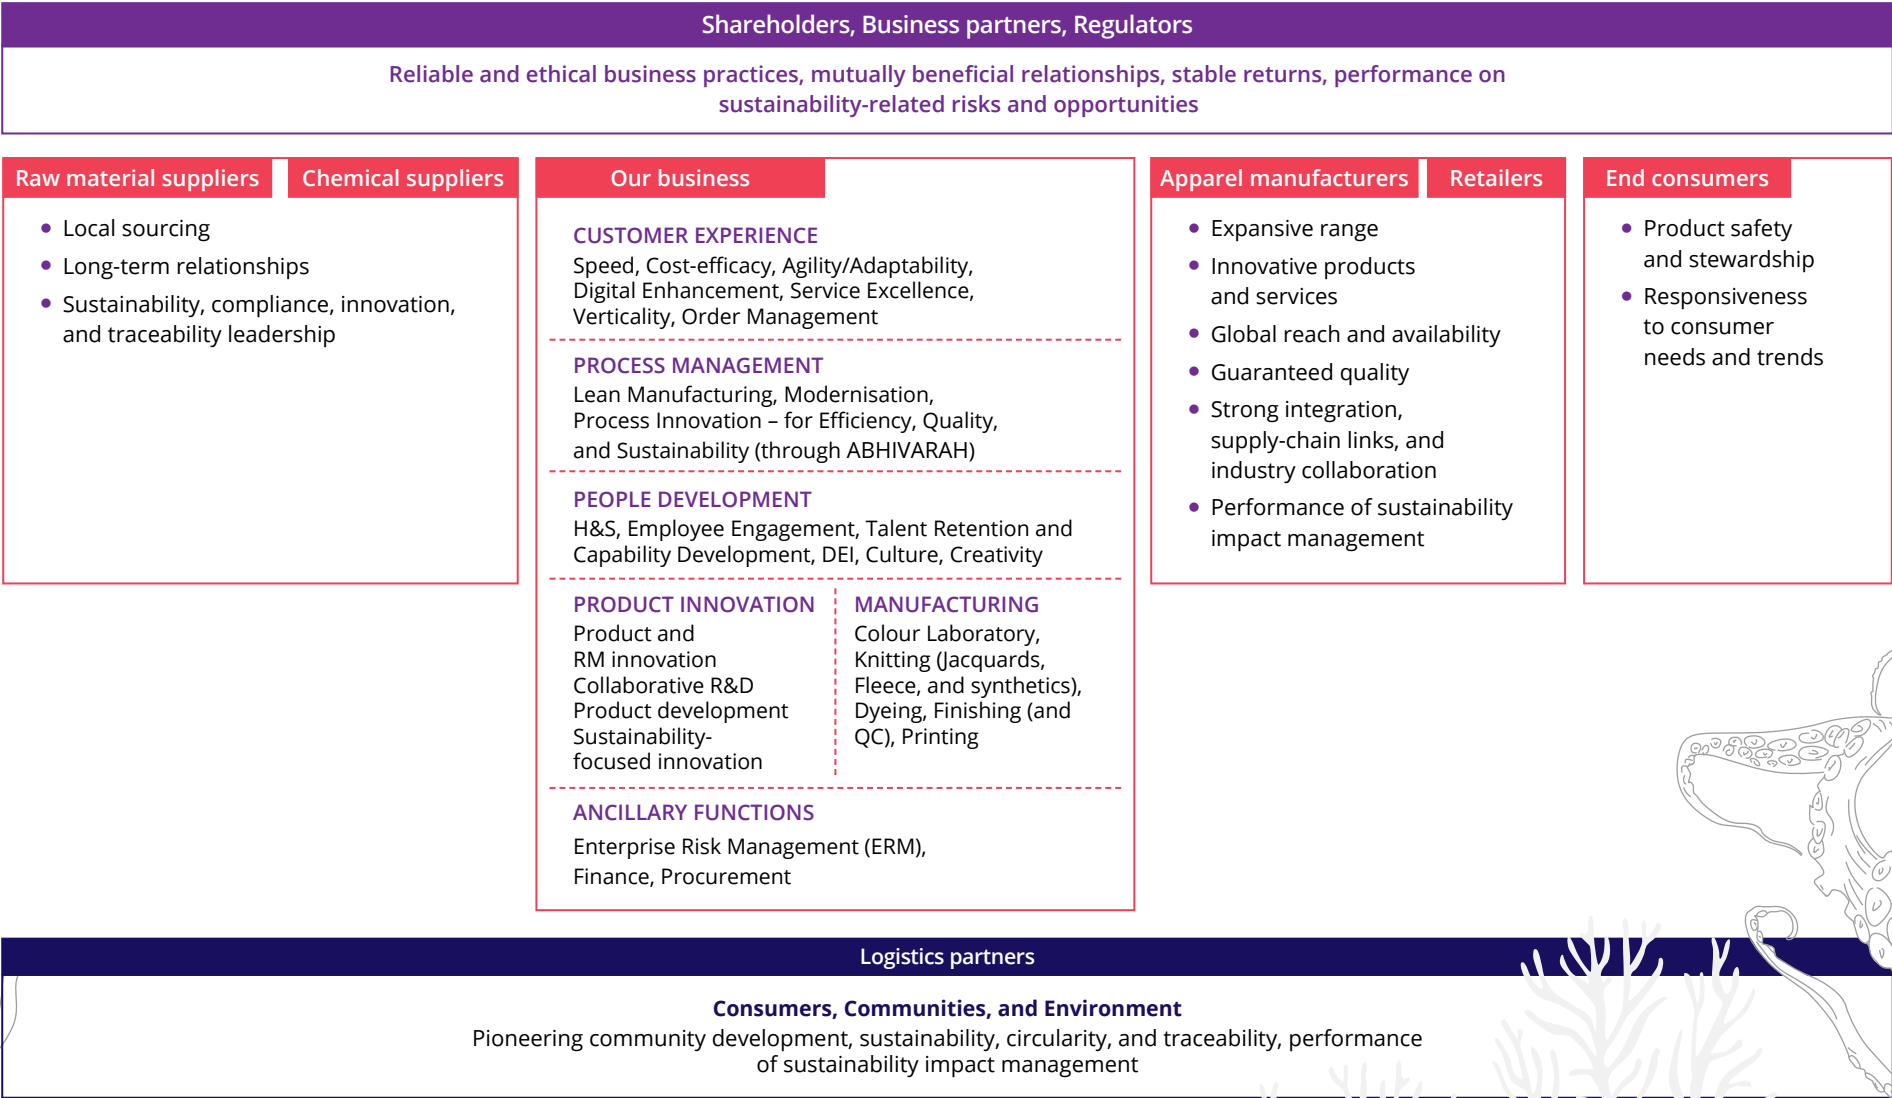 Shareholders, Business partners, Regulators
Reliable and ethical business practices, mutually beneficial relationships, stable returns, performance on
sustainability-related risks and opportunities
Raw material suppliers
Chemical suppliers
• Local sourcing
• Long-term relationships
• Sustainability, compliance, innovation,
and traceability leadership
Our business
CUSTOMER EXPERIENCE
Speed, Cost-efficacy, Agility/Adaptability,
Digital Enhancement, Service Excellence,
Verticality, Order Management
PROCESS MANAGEMENT
Lean Manufacturing, Modernisation,
Process Innovation – for Efficiency, Quality,
and Sustainability (through ABHIVARAH)
PEOPLE DEVELOPMENT
H&S, Employee Engagement, Talent Retention and
Capability Development, DEI, Culture, Creativity
PRODUCT INNOVATION
Product and
RM innovation
Collaborative R&D
Product development
Sustainability-
focused innovation
MANUFACTURING
Colour Laboratory,
Knitting (Jacquards,
Fleece, and synthetics),
Dyeing, Finishing (and
QC), Printing
ANCILLARY FUNCTIONS
Enterprise Risk Management (ERM),
Finance, Procurement
Apparel manufacturers
Retailers
• Expansive range
• Innovative products
and services
• Global reach and availability
• Guaranteed quality
• Strong integration,
supply-chain links, and
industry collaboration
• Performance of sustainability
impact management
End consumers
• Product safety
and stewardship
• Responsiveness
to consumer
needs and trends
Logistics partners
Consumers, Communities, and Environment
Pioneering community development, sustainability, circularity, and traceability, performance
of sustainability impact management